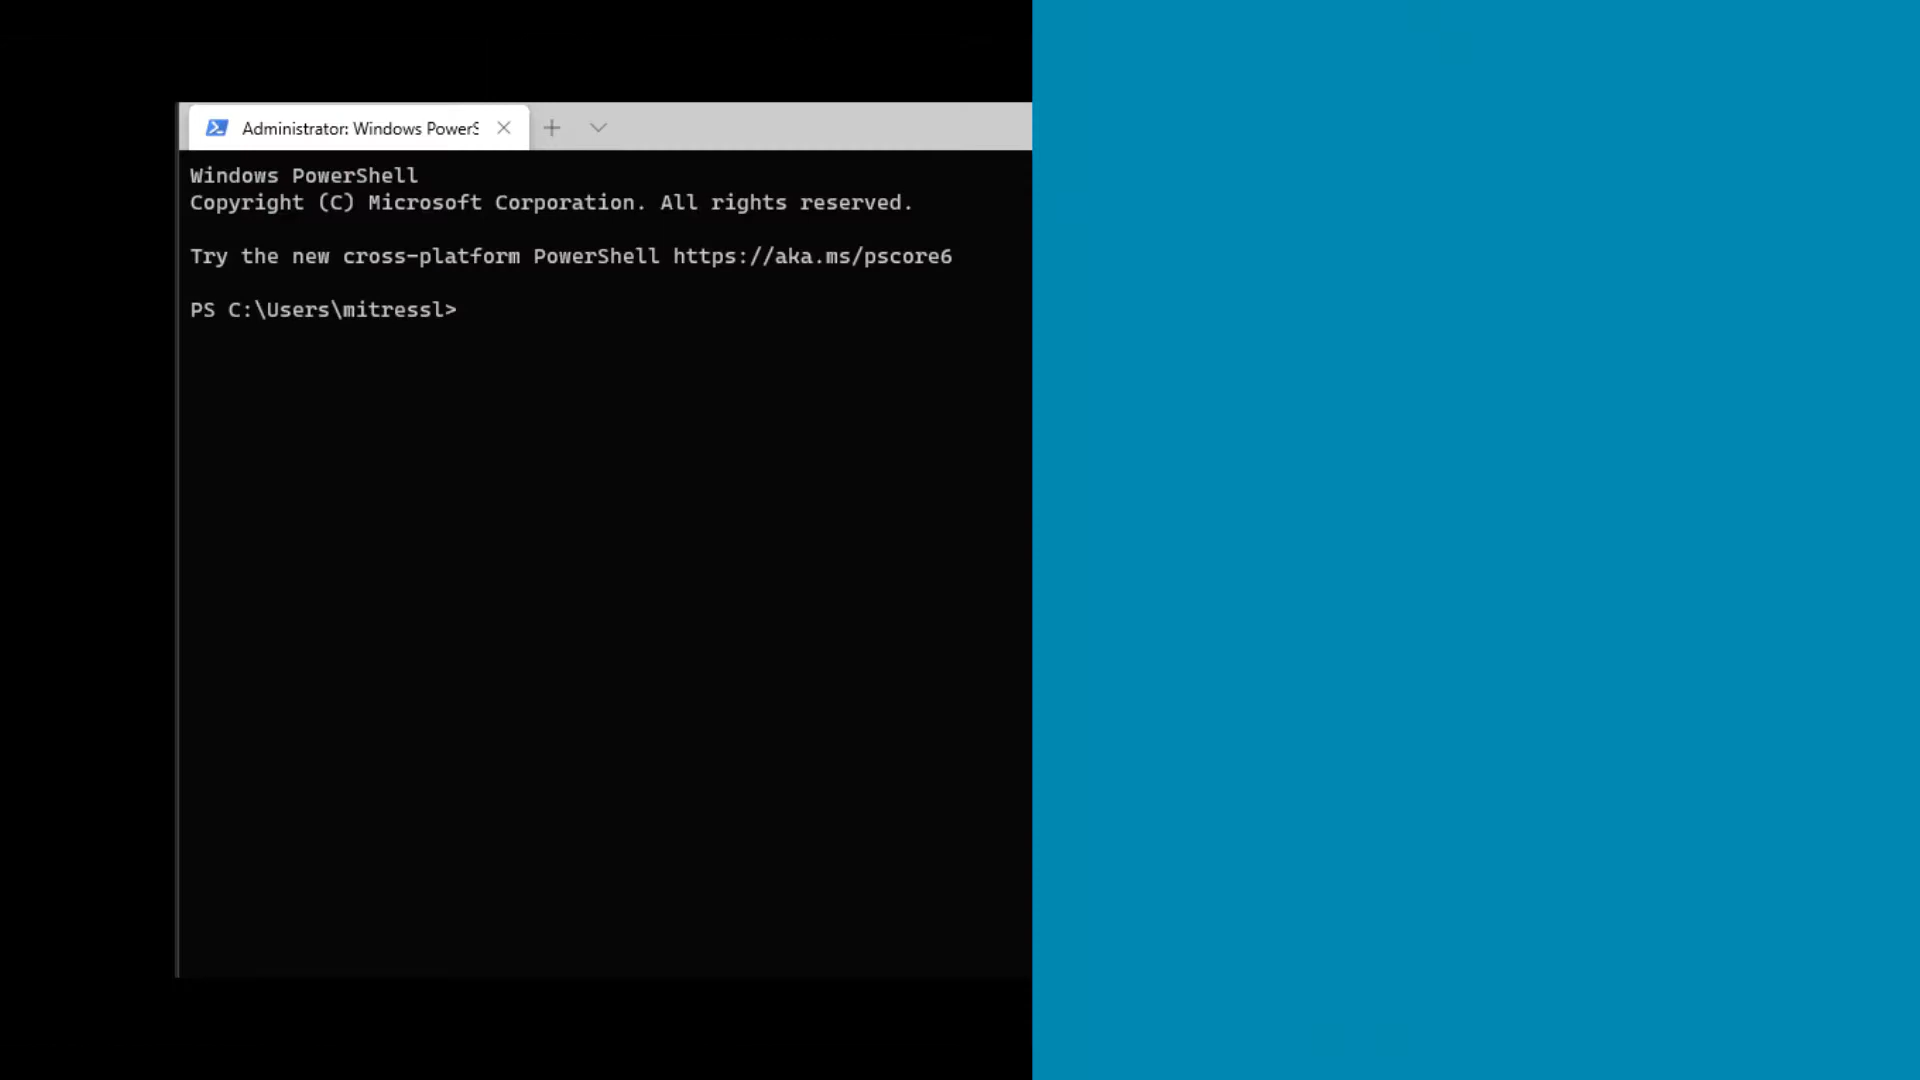 Administrator: Windows PowerS
Windows PowerShell
Copyright (C) Microsoft Corporation. All rights reserved.
Try the new cross-platform PowerShell https://aka.ms/pscore6
PS C:\Users\mitressl>